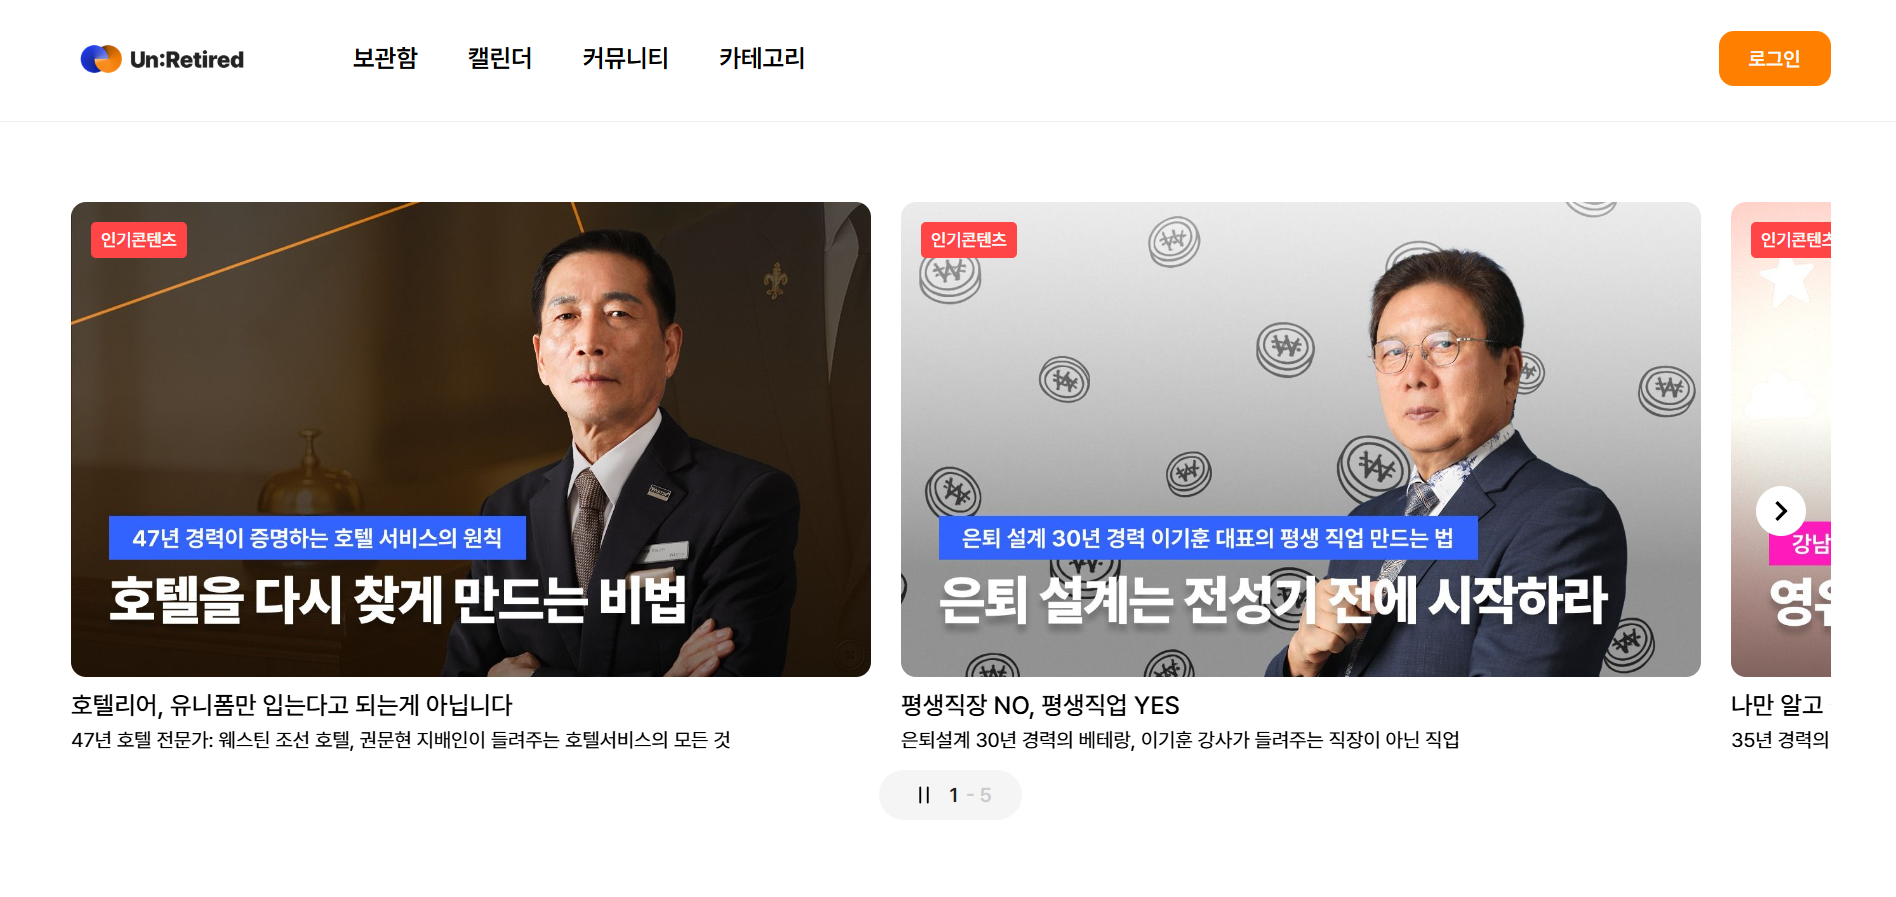 Un:Retired
보관함
캘린더
커뮤니티
카테고리
로그인
인기콘텐츠
47년 경력이 증명하는 호텔 서비스의 원칙
호텔을 다시 찾게 만드는 비법
호텔리어, 유니폼만 입는다고 되는게 아닙니다
47년 호텔 전문가: 웨스틴 조선 호텔, 권문현 지배인이 들려주는 호텔서비스의 모든 것
인기콘텐츠
은퇴 설계 30년 경력 이기훈 대표의 평생 직업 만드는 법
은퇴 설계는 전성기 전에 시작하라
평생직장 NO, 평생직업 YES
은퇴설계 30년 경력의 베테랑, 이기훈 강사가 들려주는 직장이 아닌 직업
인기콘텐츠
강남
나만 알고
35년 경력의
1 - 5